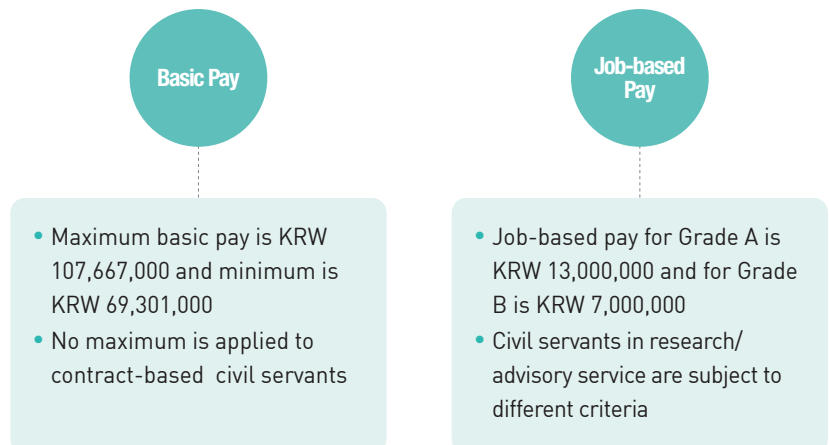 Basic Pay
• Maximum basic pay is KRW
107,667,000 and minimum is
KRW 69,301,000
• No maximum is applied to
contract-based civil servants
Job-based
Pay
• Job-based pay for Grade A is
KRW 13,000,000 and for Grade
B is KRW 7,000,000
• Civil servants in research/
advisory service are subject to
different criteria